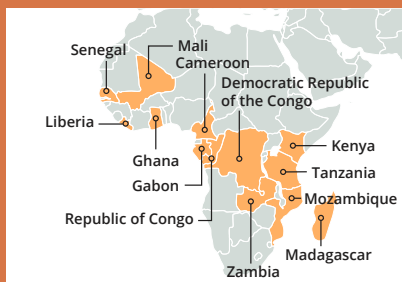 Senegal
Mali
Cameroon
Democratic Republic
of the Congo
Liberia
Ghana
Gabon
Republic of Congo
Kenya
Tanzania
Mozambique
Madagascar
Zambia